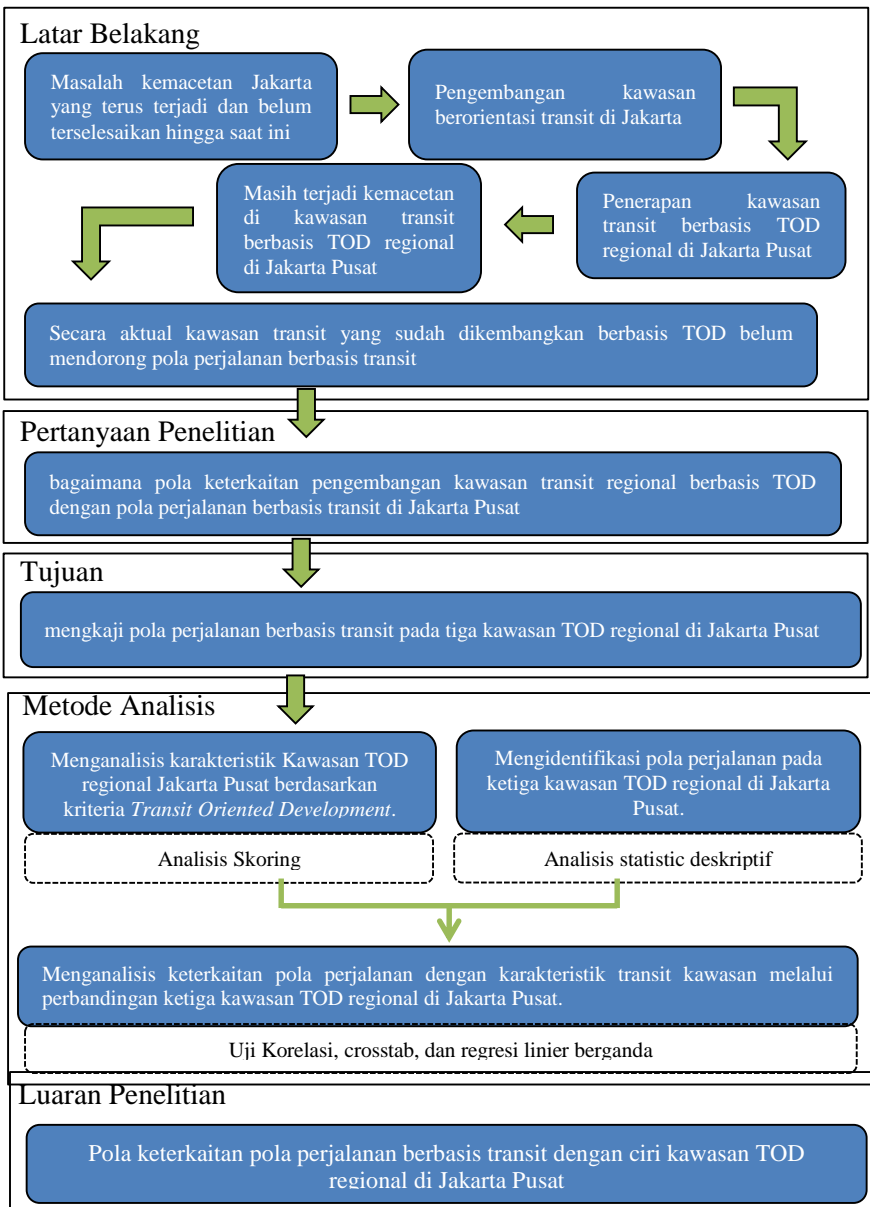 Latar Belakang
Masalah kemacetan Jakarta
yang terus terjadi dan belum
terselesaikan hingga saat ini
Pengembangan kawasan
berorientasi transit di Jakarta
Penerapan kawasan
transit berbasis TOD
regional di Jakarta Pusat
Masih terjadi kemacetan
di kawasan transit
berbasis TOD regional
di Jakarta Pusat
Secara aktual kawasan transit yang sudah dikembangkan berbasis TOD belum
mendorong pola perjalanan berbasis transit
Pertanyaan Penelitian
bagaimana pola keterkaitan pengembangan kawasan transit regional berbasis TOD
dengan pola perjalanan berbasis transit di Jakarta Pusat
Tujuan
mengkaji pola perjalanan berbasis transit pada tiga kawasan TOD regional di Jakarta Pusat
Metode Analisis
Menganalisis karakteristik Kawasan TOD
regional Jakarta Pusat berdasarkan
kriteria Transit Oriented Development.
Analisis Skoring
Mengidentifikasi pola perjalanan pada
ketiga kawasan TOD regional di Jakarta
Pusat.
Analisis statistic deskriptif
Menganalisis keterkaitan pola perjalanan dengan karakteristik transit kawasan melalui
perbandingan ketiga kawasan TOD regional di Jakarta Pusat.
Uji Korelasi, crosstab, dan regresi linier berganda
Luaran Penelitian
Pola keterkaitan pola perjalanan berbasis transit dengan ciri kawasan TOD
regional di Jakarta Pusat